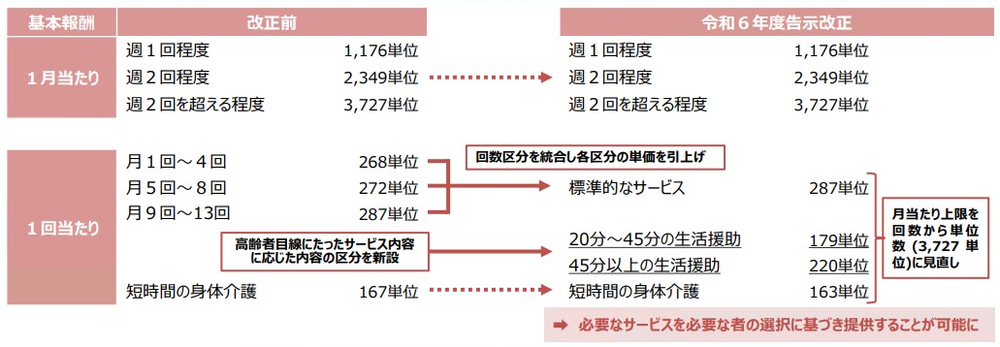 基本報酬 改正前 令和６年度告示改正
１月当たり
週１回程度 1,176単位 週１回程度 1,176単位
週２回程度 2,349単位 週２回程度 2,349単位
週２回を超える程度 3,727単位 週２回を超える程度 3,727単位
１回当たり
月１回～４回 268単位
月５回～８回 272単位
月９回～13回 287単位
回数区分を統合し各区分の単価を引上げ
標準的なサービス 287単位
高齢者目線にたったサービス内容
に応じた内容の区分を新設
20分～45分の生活援助 179単位
45分以上の生活援助 220単位
短時間の身体介護 167単位 短時間の身体介護 163単位
月当たり上限を
回数から単位
数 (3,727 単
位)に見直し
➡ 必要なサービスを必要な者の選択に基づき提供することが可能に